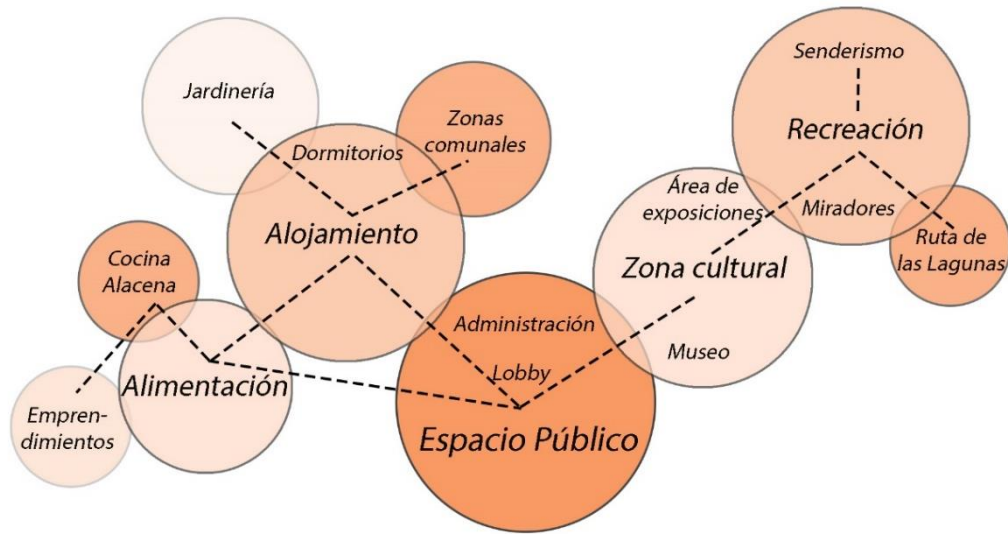 Jardinería
Dormitorios
Zonas
comunales
Alojamiento
Cocina
Alacena
Alimentación
Empren-
dimientos
Administración
Lobby
Espacio Público
Área de
exposiciones
Zona cultural
Museo
Senderismo
Recreación
Miradores
Ruta de
las Lagunas